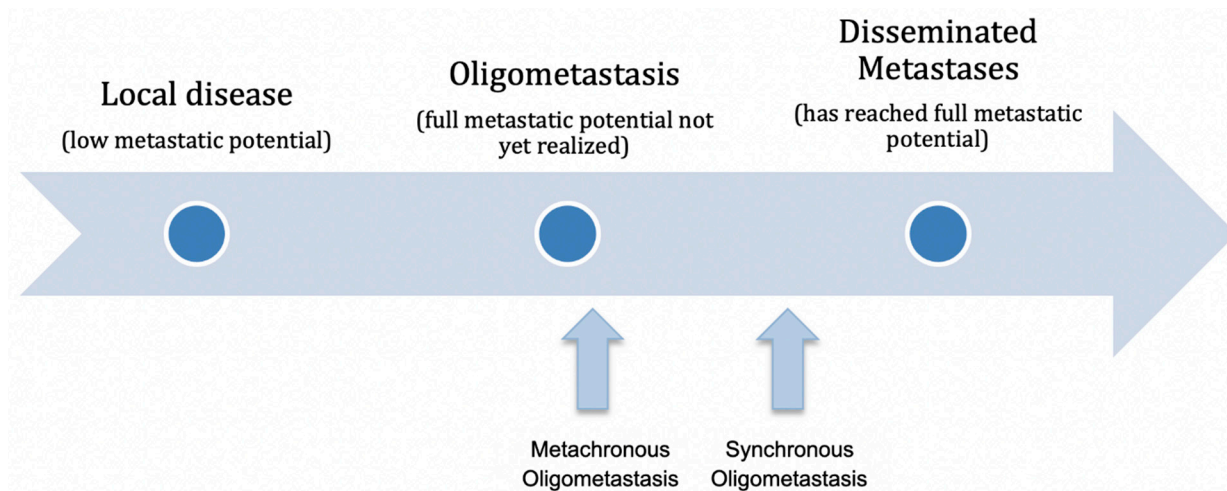 Local disease
(low metastatic potential)
Oligometastasis
(full metastatic potential not
yet realized)
Disseminated
Metastases
(has reached full metastatic
potential)
Metachronous
Oligometastasis
Synchronous
Oligometastasis